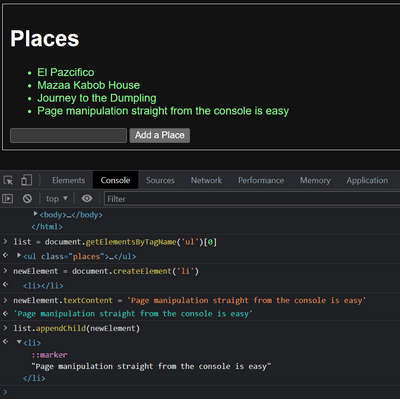 Places
El Pazcifico
Mazaa Kabob House
Journey to the Dumpling
Page manipulation straight from the console is easy
Add a Place
Elements Console Sources Network Performance Memory Application
top Filter
<body>…</body>
</html>
> list = document.getElementsByTagName('ul')[0]
<ul class="places">…</ul>
> newElement = document.createElement('li')
<li></li>
> newElement.textContent = 'Page manipulation straight from the console is easy'
'Page manipulation straight from the console is easy'
> list.appendChild(newElement)
<li>
::marker
"Page manipulation straight from the console is easy"
</li>
>